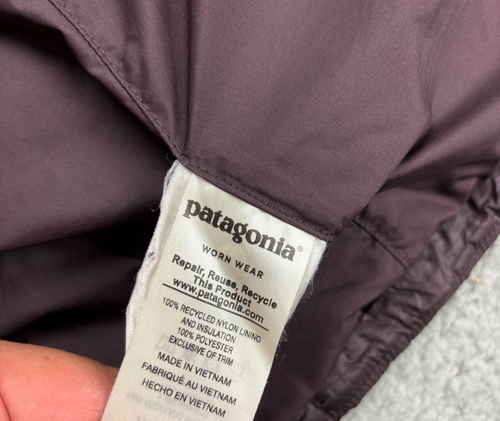 patagonia®
WORN WEAR
Repair, Reuse, Recycle
This Product
www.patagonia.com
100% RECYCLED NYLON LINING
AND INSULATION
100% POLYESTER
EXCLUSIVE OF TRIM
MADE IN VIETNAM
FABRIQUÉ AU VIETNAM
HECHO EN VIETNAM